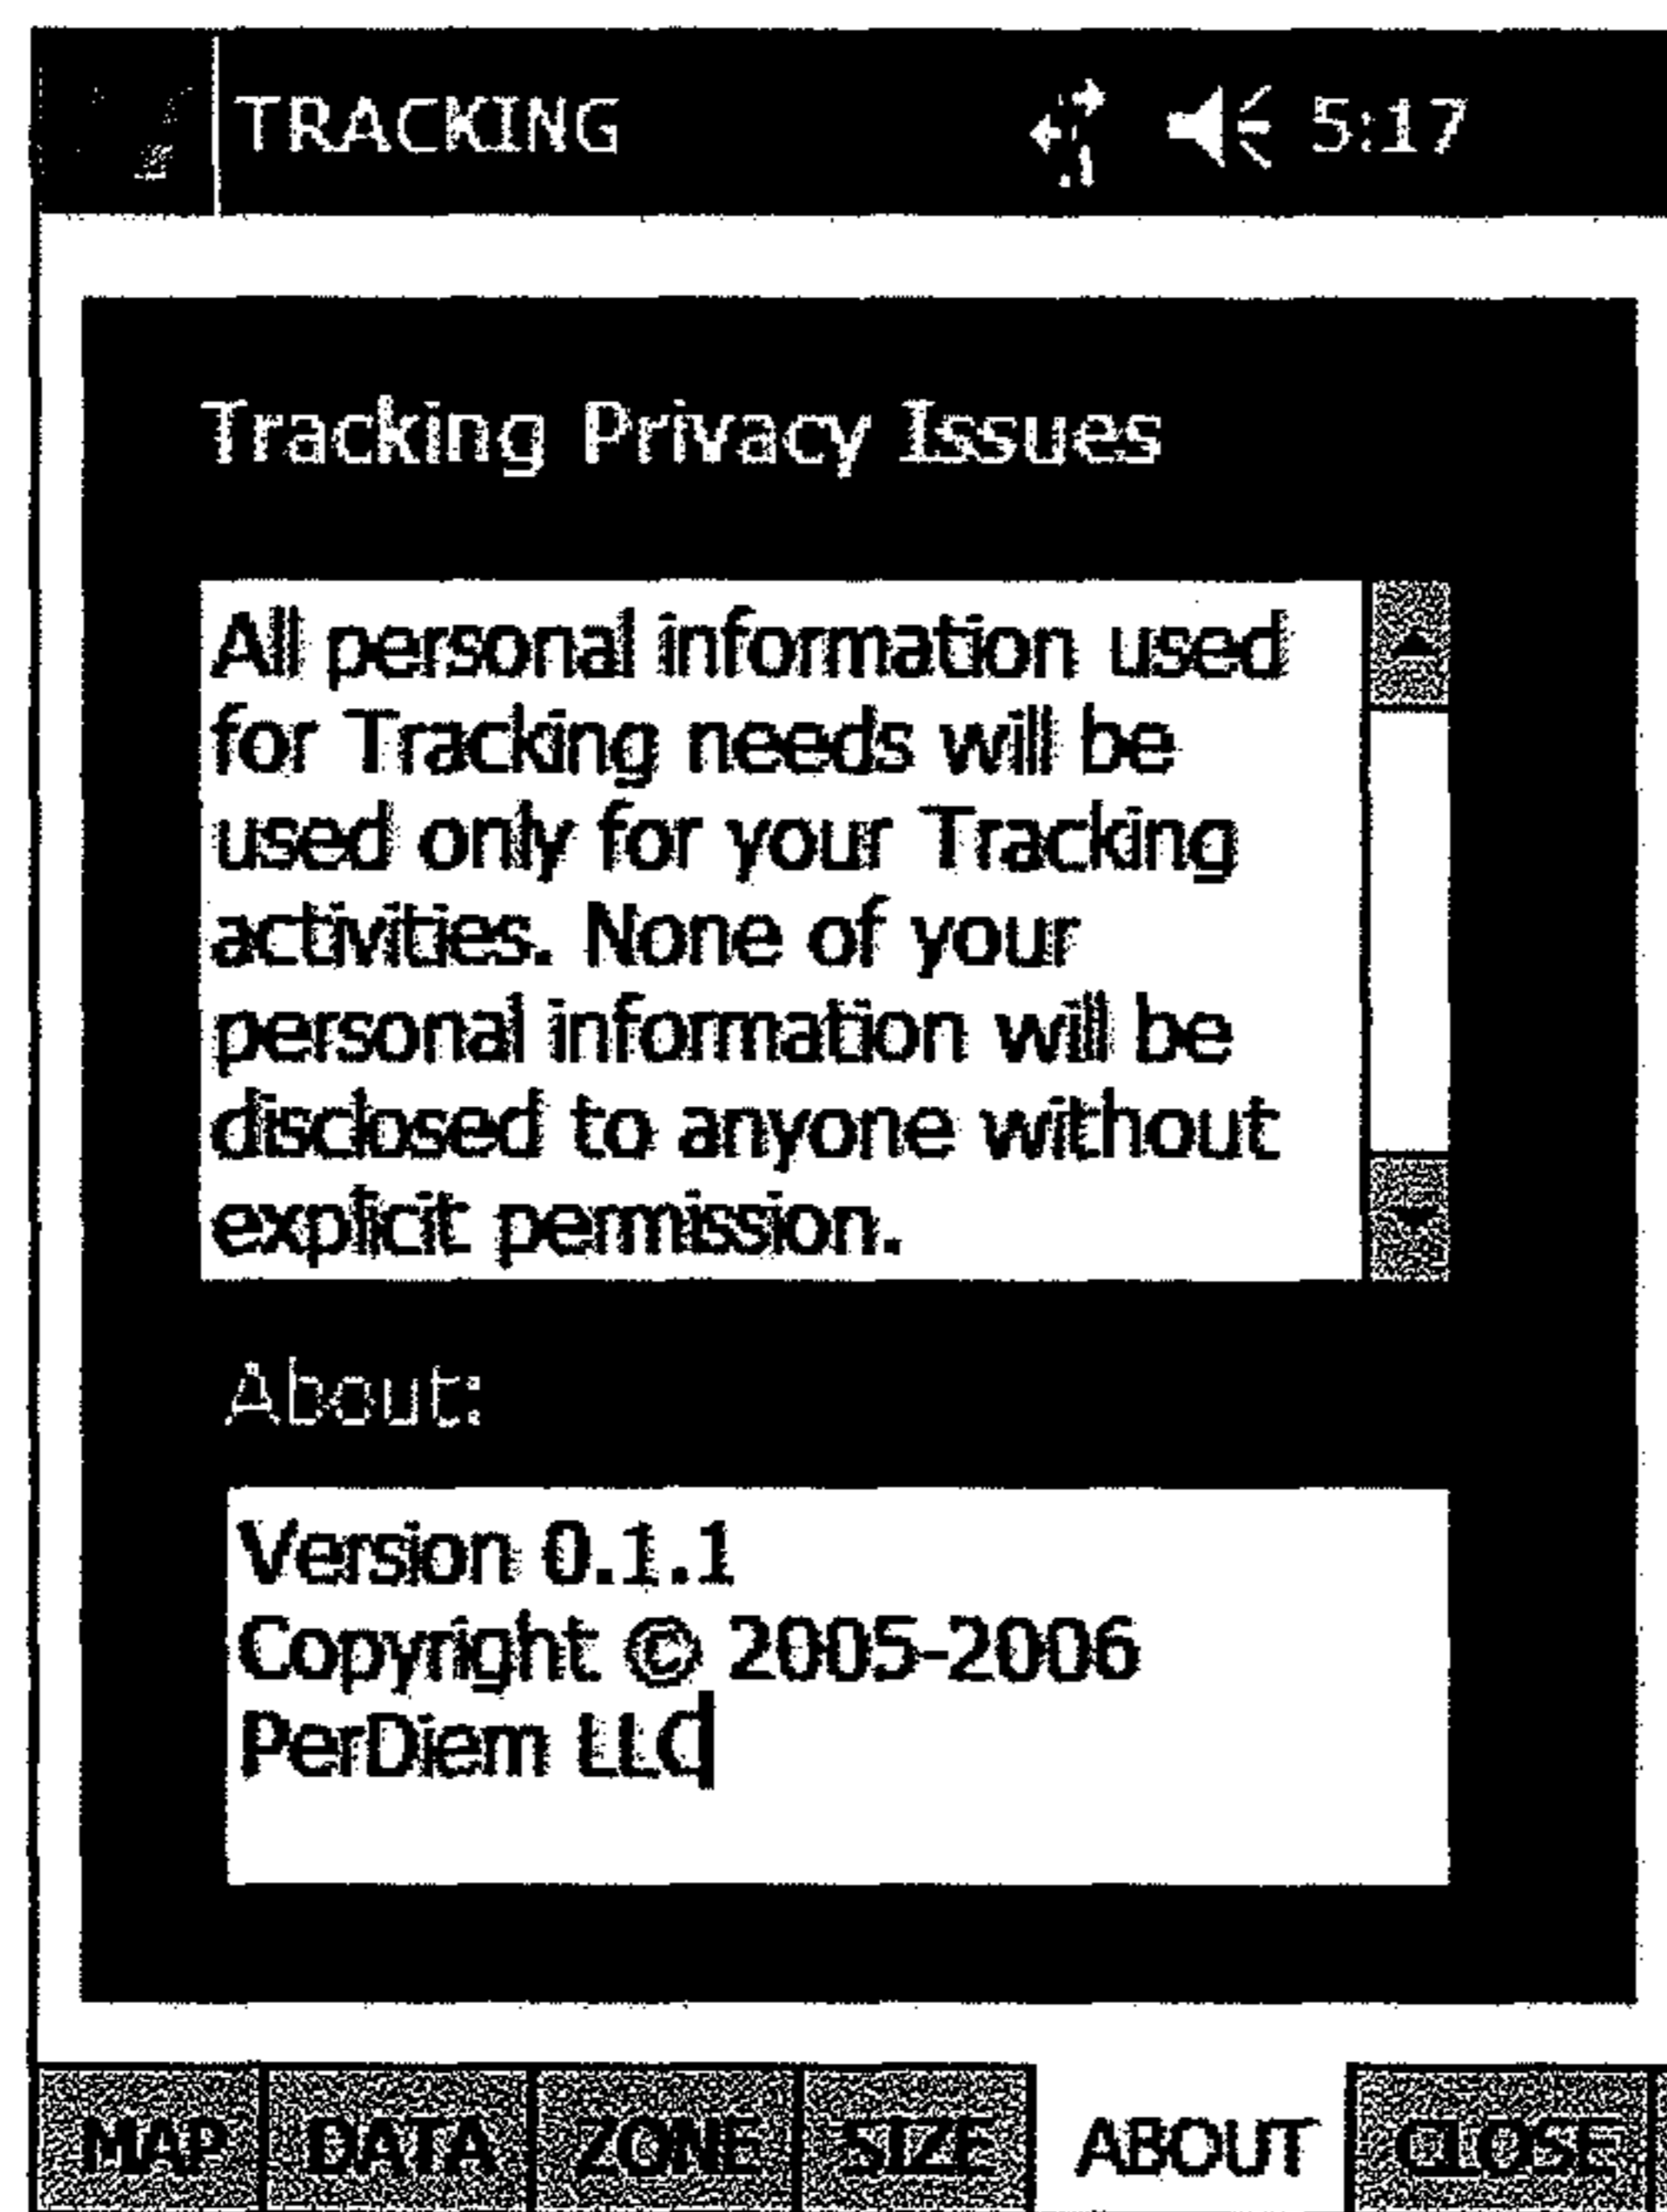 TRACKING 5:17
Tracking Privacy Issues
All personal information used
for Tracking needs will be
used only for your Tracking
activities. None of your
personal information will be
disclosed to anyone without
explicit permission.
About:
Version 0.1.1
Copyright © 2005-2006
PerDiem LLC
MAP DATA ZONE SIZE ABOUT CLOSE